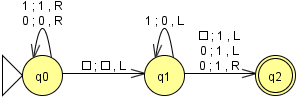 1 ; 1 , R
0 ; 0 , R
1 ; 0 , L
□ ; 1 , L
0 ; 1 , L
0 ; 1 , R
q0
□ ; □ , L
q1
q2